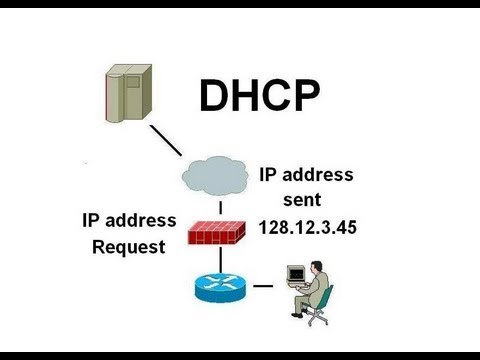 DHCP
IP address
sent
128.12.3.45
IP address
Request